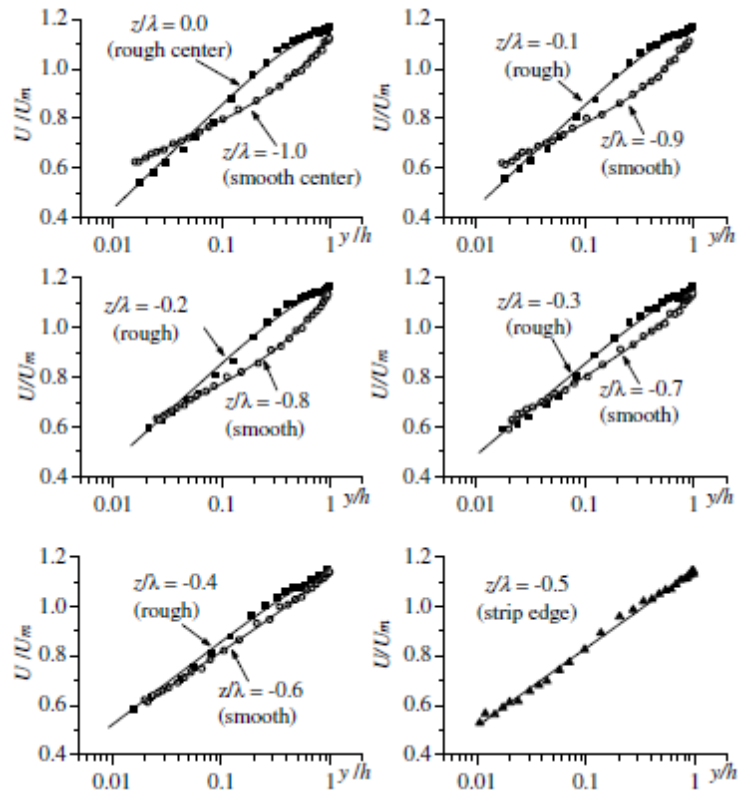 1.2
1.0
0.8
0.6
0.4
U /Um
z/λ = 0.0
(rough center)
z/λ = -1.0
(smooth center)
0.01
0.1
1
y/h
1.2
1.0
0.8
0.6
0.4
U/Um
z/λ = -0.1
(rough)
z/λ = -0.9
(smooth)
0.01
0.1
1
y/h
1.2
1.0
0.8
0.6
0.4
U/Um
z/λ = -0.2
(rough)
z/λ = -0.8
(smooth)
0.01
0.1
1
y/h
1.2
1.0
0.8
0.6
0.4
U/Um
z/λ = -0.3
(rough)
z/λ = -0.7
(smooth)
0.01
0.1
1
y/h
1.2
1.0
0.8
0.6
0.4
U/Um
z/λ = -0.4
(rough)
z/λ = -0.6
(smooth)
0.01
0.1
1
y/h
1.2
1.0
0.8
0.6
0.4
U/Um
z/λ = -0.5
(strip edge)
0.01
0.1
1
y/h